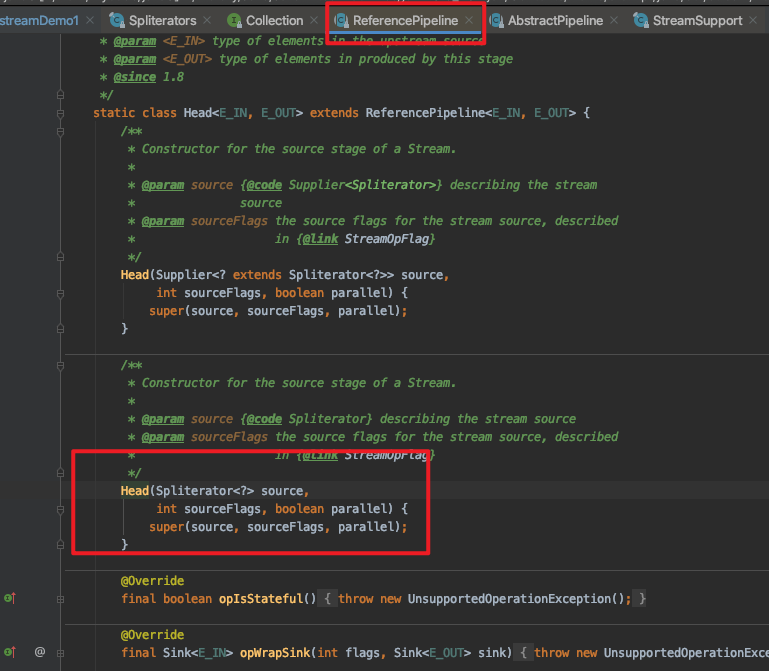 streamDemo1 Spliterators Collection ReferencePipeline AbstractPipeline StreamSupport
* @param <E_IN> type of elements in the upstream source
* @param <E_OUT> type of elements in produced by this stage
* @since 1.8
*/
static class Head<E_IN, E_OUT> extends ReferencePipeline<E_IN, E_OUT> {
/**
* Constructor for the source stage of a Stream.
*
* @param source {@code Supplier<Spliterator>} describing the stream
* source
* @param sourceFlags the source flags for the stream source, described
* in {@link StreamOpFlag}
*/
Head(Supplier<? extends Spliterator<?>> source,
int sourceFlags, boolean parallel) {
super(source, sourceFlags, parallel);
}
/**
* Constructor for the source stage of a Stream.
*
* @param source {@code Spliterator} describing the stream source
* @param sourceFlags the source flags for the stream source, described
* in {@link StreamOpFlag}
*/
Head(Spliterator<?> source,
int sourceFlags, boolean parallel) {
super(source, sourceFlags, parallel);
}
@Override
final boolean opIsStateful() { throw new UnsupportedOperationException(); }
@Override
@ final Sink<E_IN> opWrapSink(int flags, Sink<E_OUT> sink) { throw new UnsupportedOperationExce